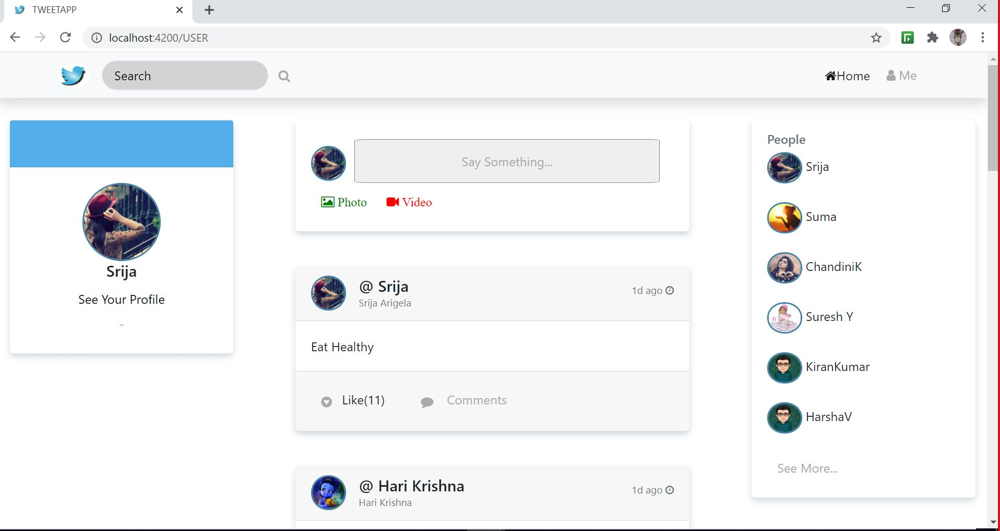 TWEETAPP
localhost:4200/USER
Search
Home
Me
Srija
See Your Profile
-
Say Something...
Photo
Video
@ Srija
Srija Arigela
1d ago
Eat Healthy
Like(11)
Comments
@ Hari Krishna
Hari Krishna
1d ago
People
Srija
Suma
ChandiniK
Suresh Y
KiranKumar
HarshaV
See More...